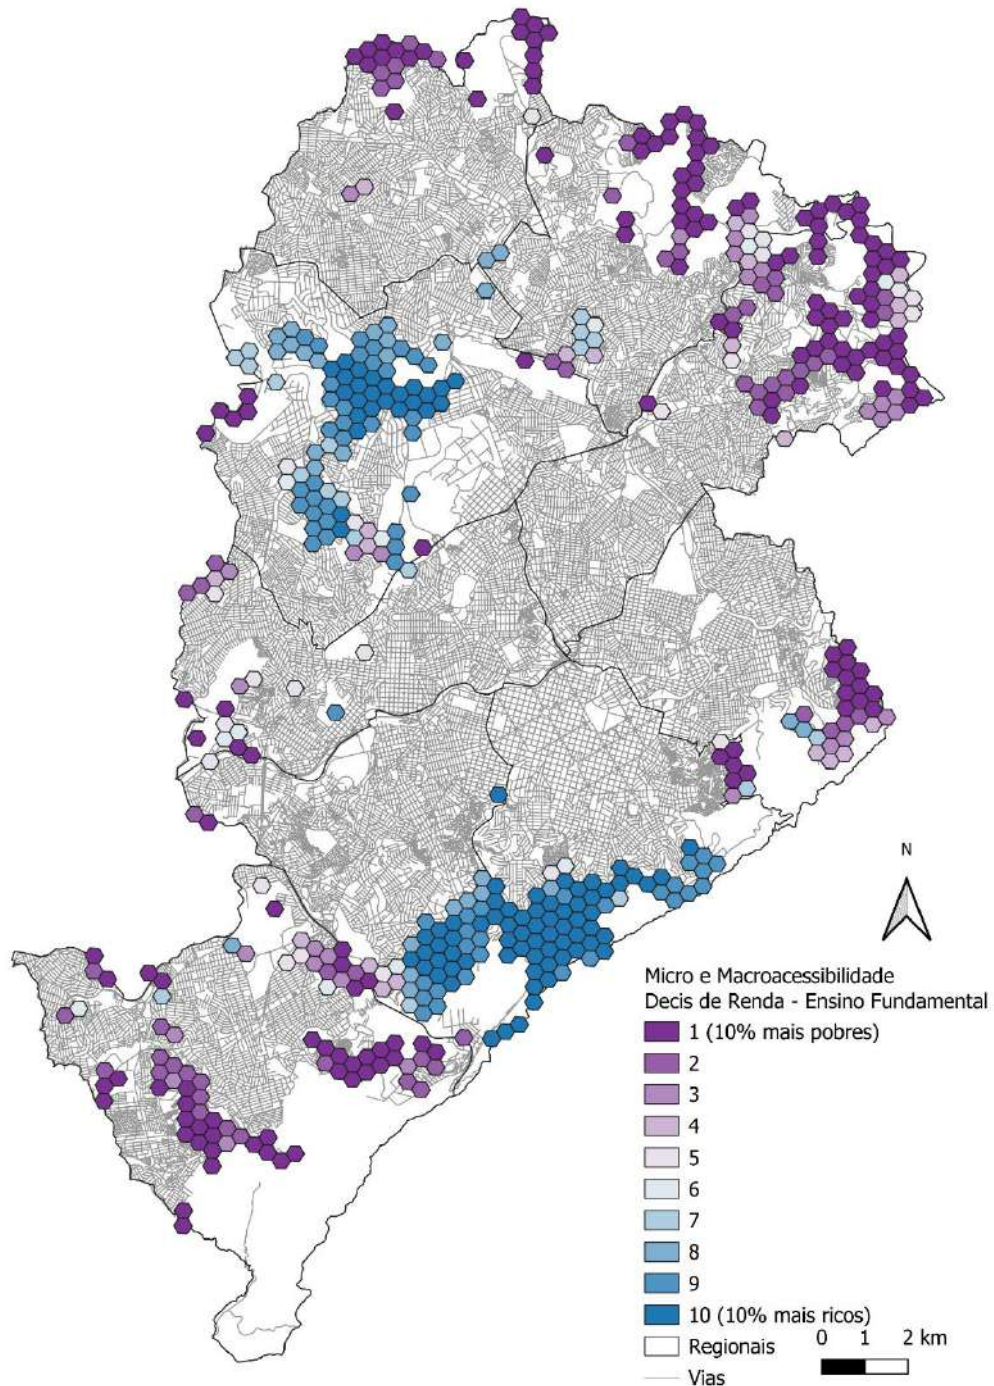 N
Micro e Macroacessibilidade
Decis de Renda - Ensino Fundamental
1 (10% mais pobres)
2
3
4
5
6
7
8
9
10 (10% mais ricos)
Regionais
Vias
0 1 2 km